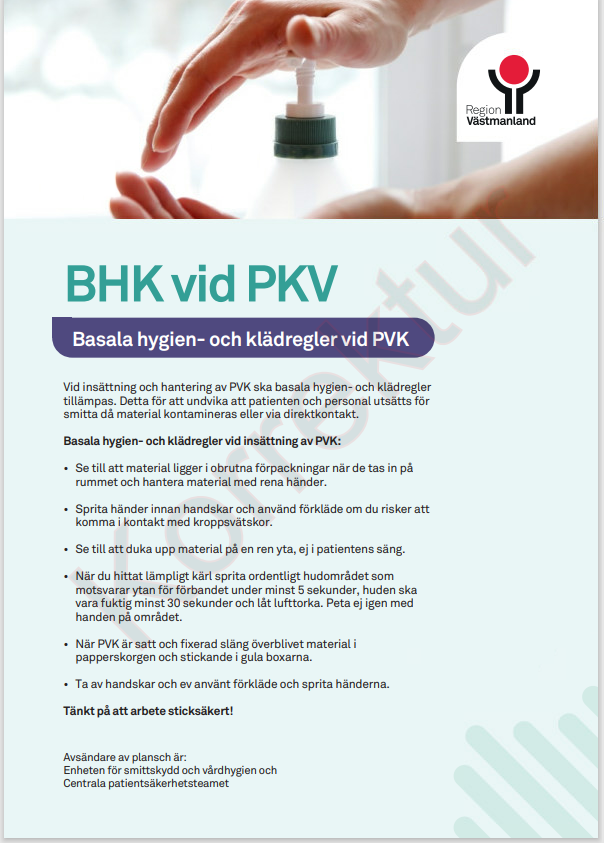 Region
Västmanland
BHK vid PKV
Basala hygien- och klädregler vid PVK
Vid insättning och hantering av PVK ska basala hygien- och klädregler
tillämpas. Detta för att undvika att patienten och personal utsätts för
smitta då material kontamineras eller via direktkontakt.
Basala hygien- och klädregler vid insättning av PVK:
• Se till att material ligger i obrutna förpackningar när de tas in på
rummet och hantera material med rena händer.
• Sprita händer innan handskar och använd förkläde om du risker att
komma i kontakt med kroppsvätskor.
• Se till att duka upp material på en ren yta, ej i patientens säng.
• När du hittat lämpligt kärl sprita ordentligt hudområdet som
motsvarar ytan för förbandet under minst 5 sekunder, huden ska
vara fuktig minst 30 sekunder och låt lufttorka. Peta ej igen med
handen på området.
• När PVK är satt och fixerad släng överblivet material i
papperskorgen och stickande i gula boxarna.
• Ta av handskar och ev använt förkläde och sprita händerna.
Tänkt på att arbete sticksäkert!
Avsändare av plansch är:
Enheten för smittskydd och vårdhygien och
Centrala patientsäkerhetsteamet
Korrektur